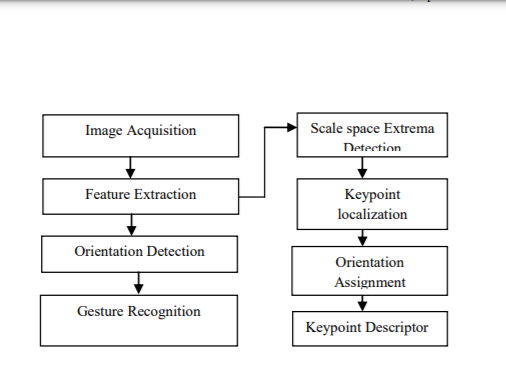 Image Acquisition
Feature Extraction
Orientation Detection
Gesture Recognition
Scale space Extrema
Detection
Keypoint
localization
Orientation
Assignment
Keypoint Descriptor